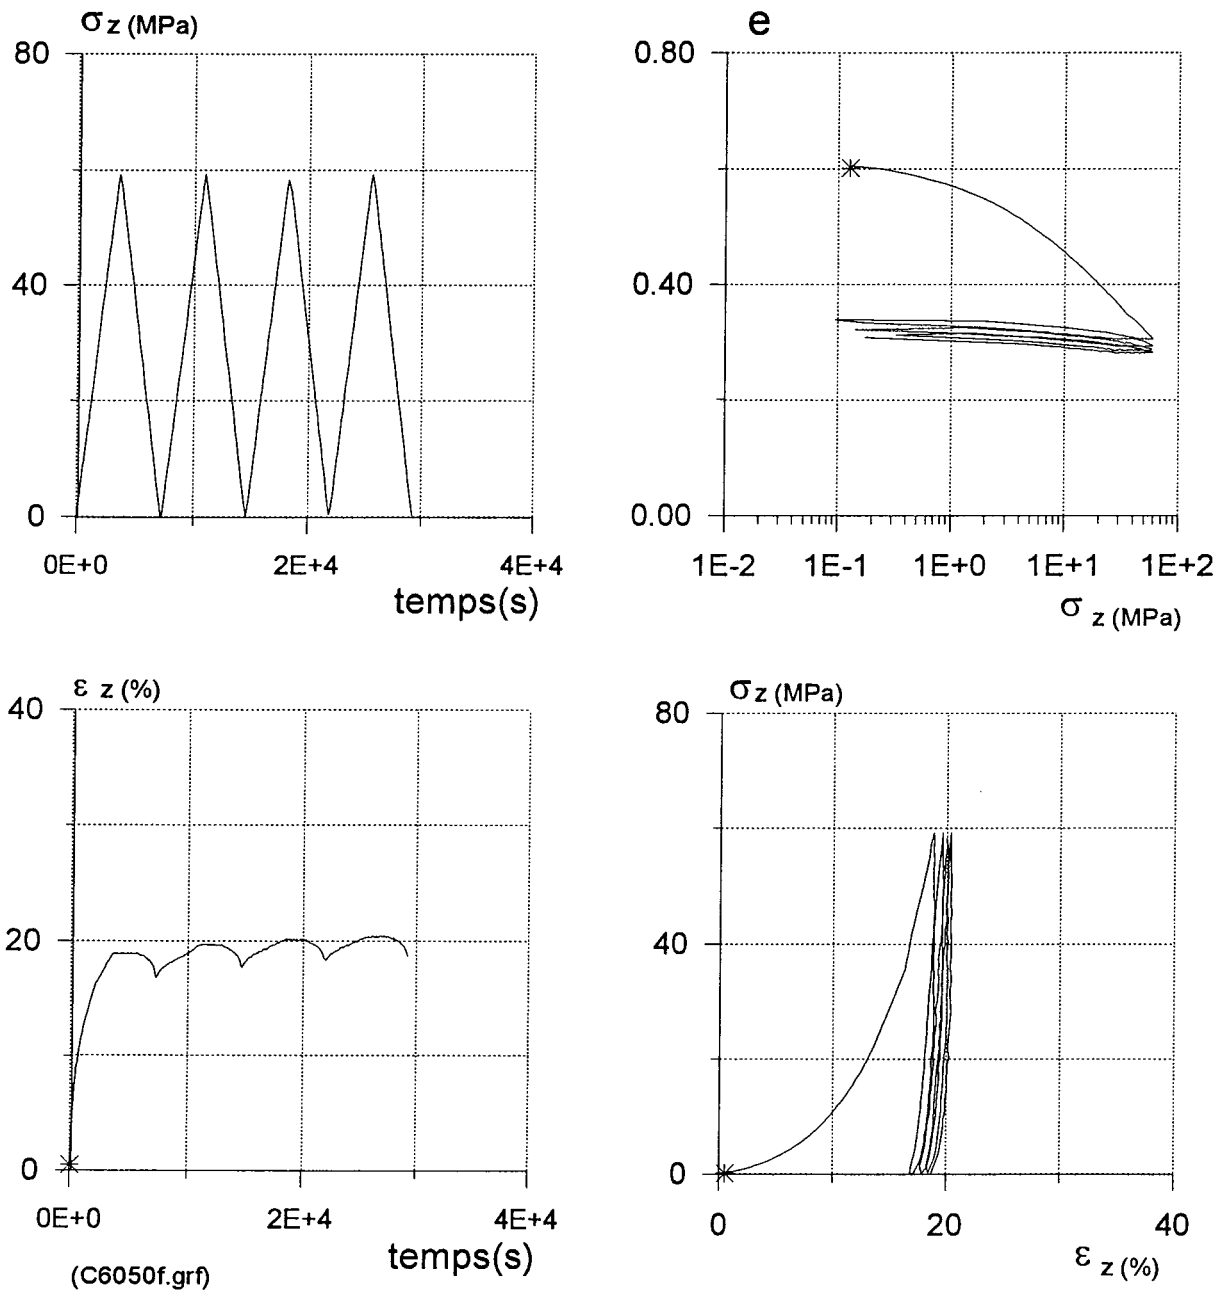 σ z (MPa)
80
40
0
0E+0 2E+4 4E+4
temps(s)
e
0.80
0.40
0.00
1E-2 1E-1 1E+0 1E+1 1E+2
σ z (MPa)
ε z (%)
40
20
0
0E+0 2E+4 4E+4
temps(s)
(C6050f.grf)
σ z (MPa)
80
40
0
0 20 40
ε z (%)